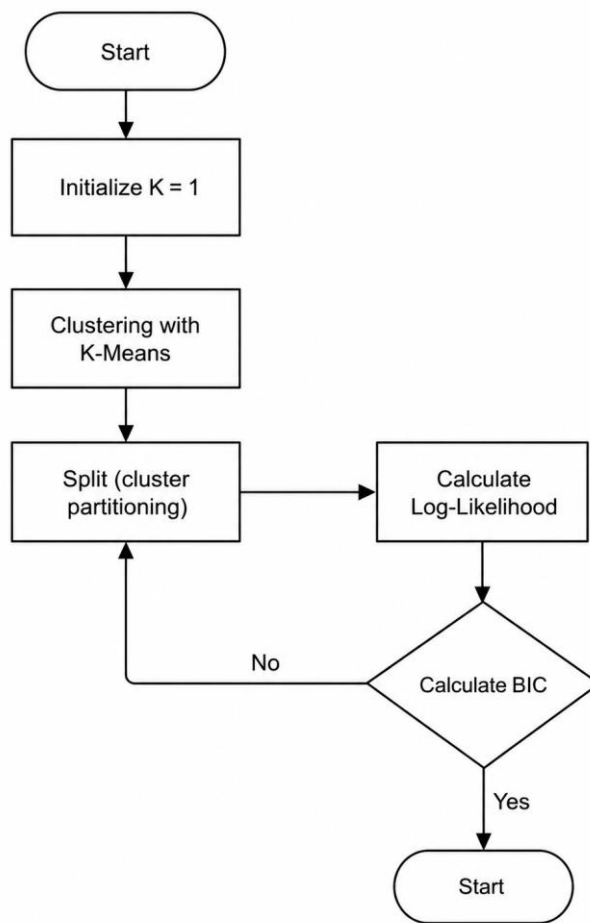 Start
Initialize K = 1
Clustering with
K-Means
Split (cluster
partitioning)
Calculate
Log-Likelihood
No
Calculate BIC
Yes
Start